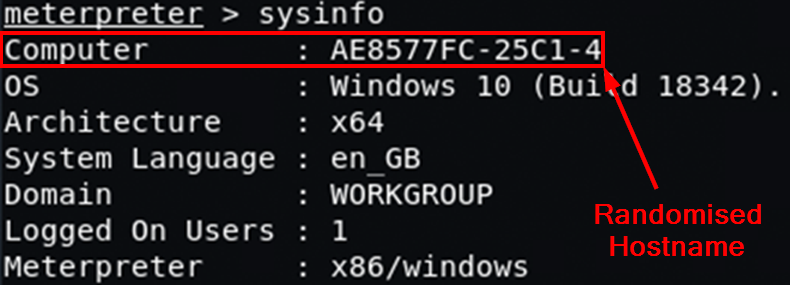 meterpreter > sysinfo
Computer : AE8577FC-25C1-4
OS : Windows 10 (Build 18342).
Architecture : x64
System Language : en_GB
Domain : WORKGROUP
Logged On Users : 1
Meterpreter : x86/windows
Randomised
Hostname